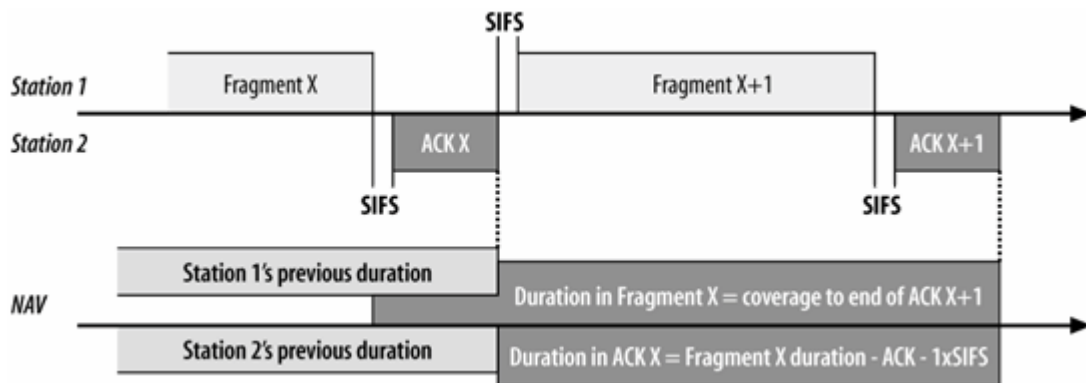 SIFS
Station 1
Fragment X
Fragment X+1
Station 2
ACK X
ACK X+1
SIFS
SIFS
Station 1's previous duration
Duration in Fragment X = coverage to end of ACK X+1
NAV
Station 2's previous duration
Duration in ACK X = Fragment X duration - ACK - 1xSIFS